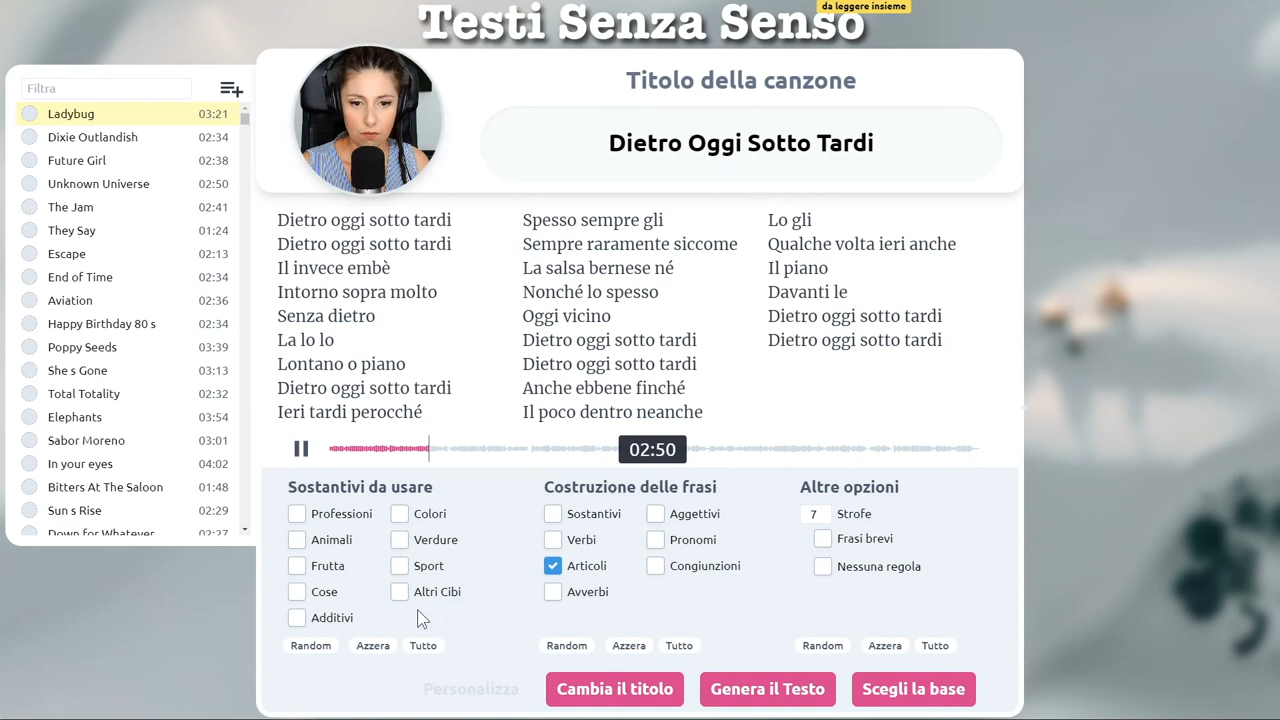 da leggere insieme
Testi Senza Senso
Filtra
Ladybug 03:21
Dixie Outlandish 02:34
Future Girl 02:38
Unknown Universe 02:50
The Jam 02:41
They Say 01:24
Escape 02:13
End of Time 02:34
Aviation 02:36
Happy Birthday 80 s 02:34
Poppy Seeds 03:39
She s Gone 03:13
Total Totality 02:32
Elephants 03:54
Sabor Moreno 03:01
In your eyes 04:02
Bitters At The Saloon 01:48
Sun s Rise 02:29
Down for Whatever 02:27
Titolo della canzone
Dietro Oggi Sotto Tardi
Dietro oggi sotto tardi
Dietro oggi sotto tardi
Il invece embè
Intorno sopra molto
Senza dietro
La lo lo
Lontano o piano
Dietro oggi sotto tardi
Ieri tardi perocché
Spesso sempre gli
Sempre raramente siccome
La salsa bernese né
Nonché lo spesso
Oggi vicino
Dietro oggi sotto tardi
Dietro oggi sotto tardi
Anche ebbene finché
Il poco dentro neanche
Lo gli
Qualche volta ieri anche
Il piano
Davanti le
Dietro oggi sotto tardi
Dietro oggi sotto tardi
02:50
Sostantivi da usare
Professioni Colori
Animali Verdure
Frutta Sport
Cose Altri Cibi
Additivi
Random Azzera Tutto
Costruzione delle frasi
Sostantivi Aggettivi
Verbi Pronomi
Articoli Congiunzioni
Avverbi
Random Azzera Tutto
Altre opzioni
7 Strofe
Frasi brevi
Nessuna regola
Random Azzera Tutto
Personalizza Cambia il titolo Genera il Testo Scegli la base